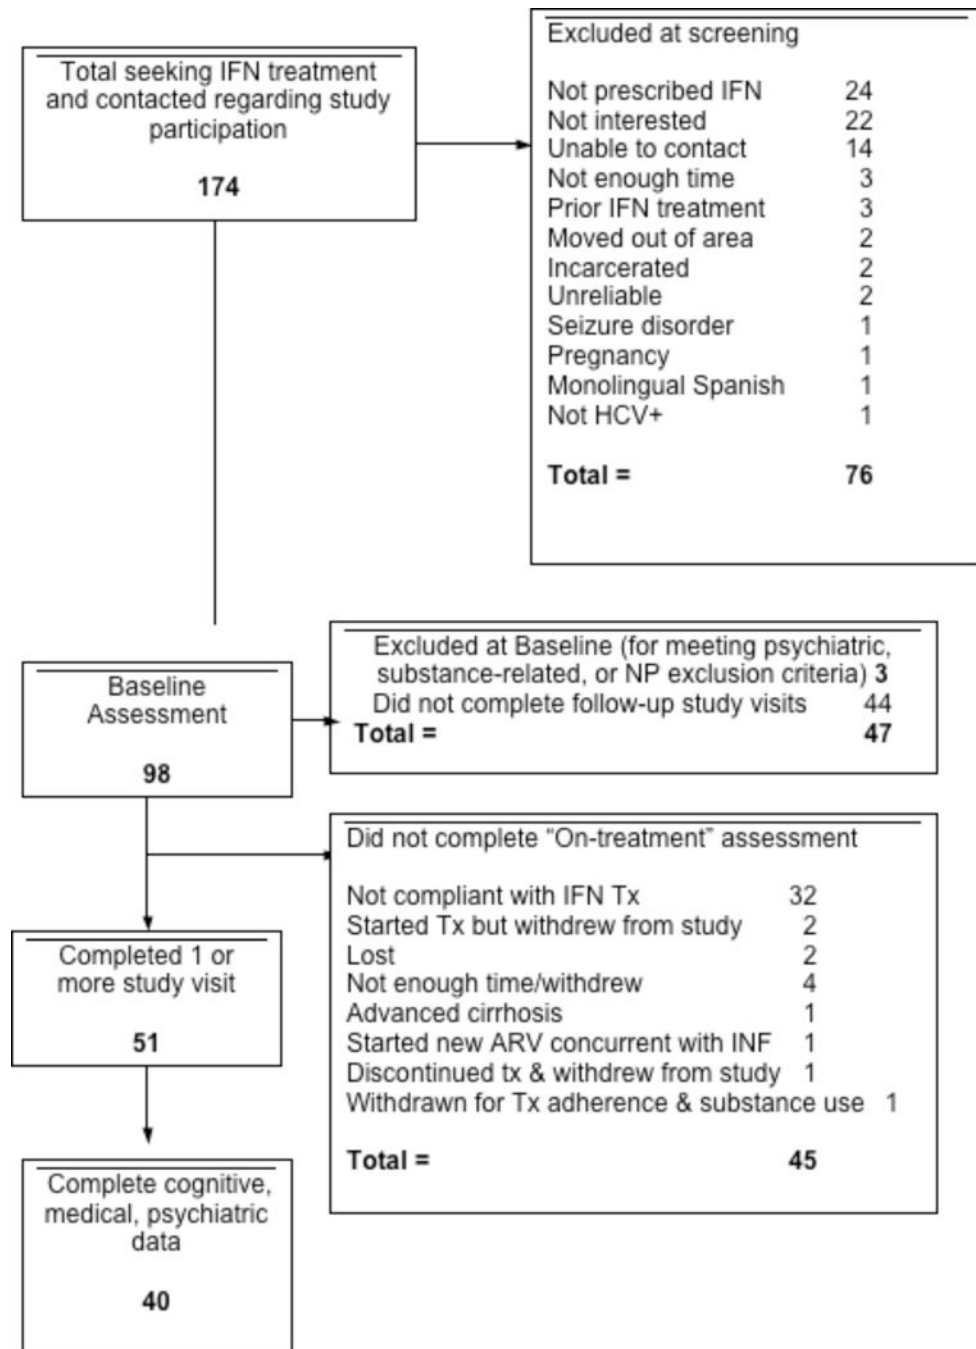 Total seeking IFN treatment
and contacted regarding study
participation
174
Excluded at screening
Not prescribed IFN 24
Not interested 22
Unable to contact 14
Not enough time 3
Prior IFN treatment 3
Moved out of area 2
Incarcerated 2
Unreliable 2
Seizure disorder 1
Pregnancy 1
Monolingual Spanish 1
Not HCV+ 1
Total = 76
Baseline
Assessment
98
Excluded at Baseline (for meeting psychiatric,
substance-related, or NP exclusion criteria) 3
Did not complete follow-up study visits 44
Total = 47
Did not complete “On-treatment” assessment
Not compliant with IFN Tx 32
Started Tx but withdrew from study 2
Lost 2
Not enough time/withdrew 4
Advanced cirrhosis 1
Started new ARV concurrent with INF 1
Discontinued tx & withdrew from study 1
Withdrawn for Tx adherence & substance use 1
Total = 45
Completed 1 or
more study visit
51
Complete cognitive,
medical, psychiatric
data
40